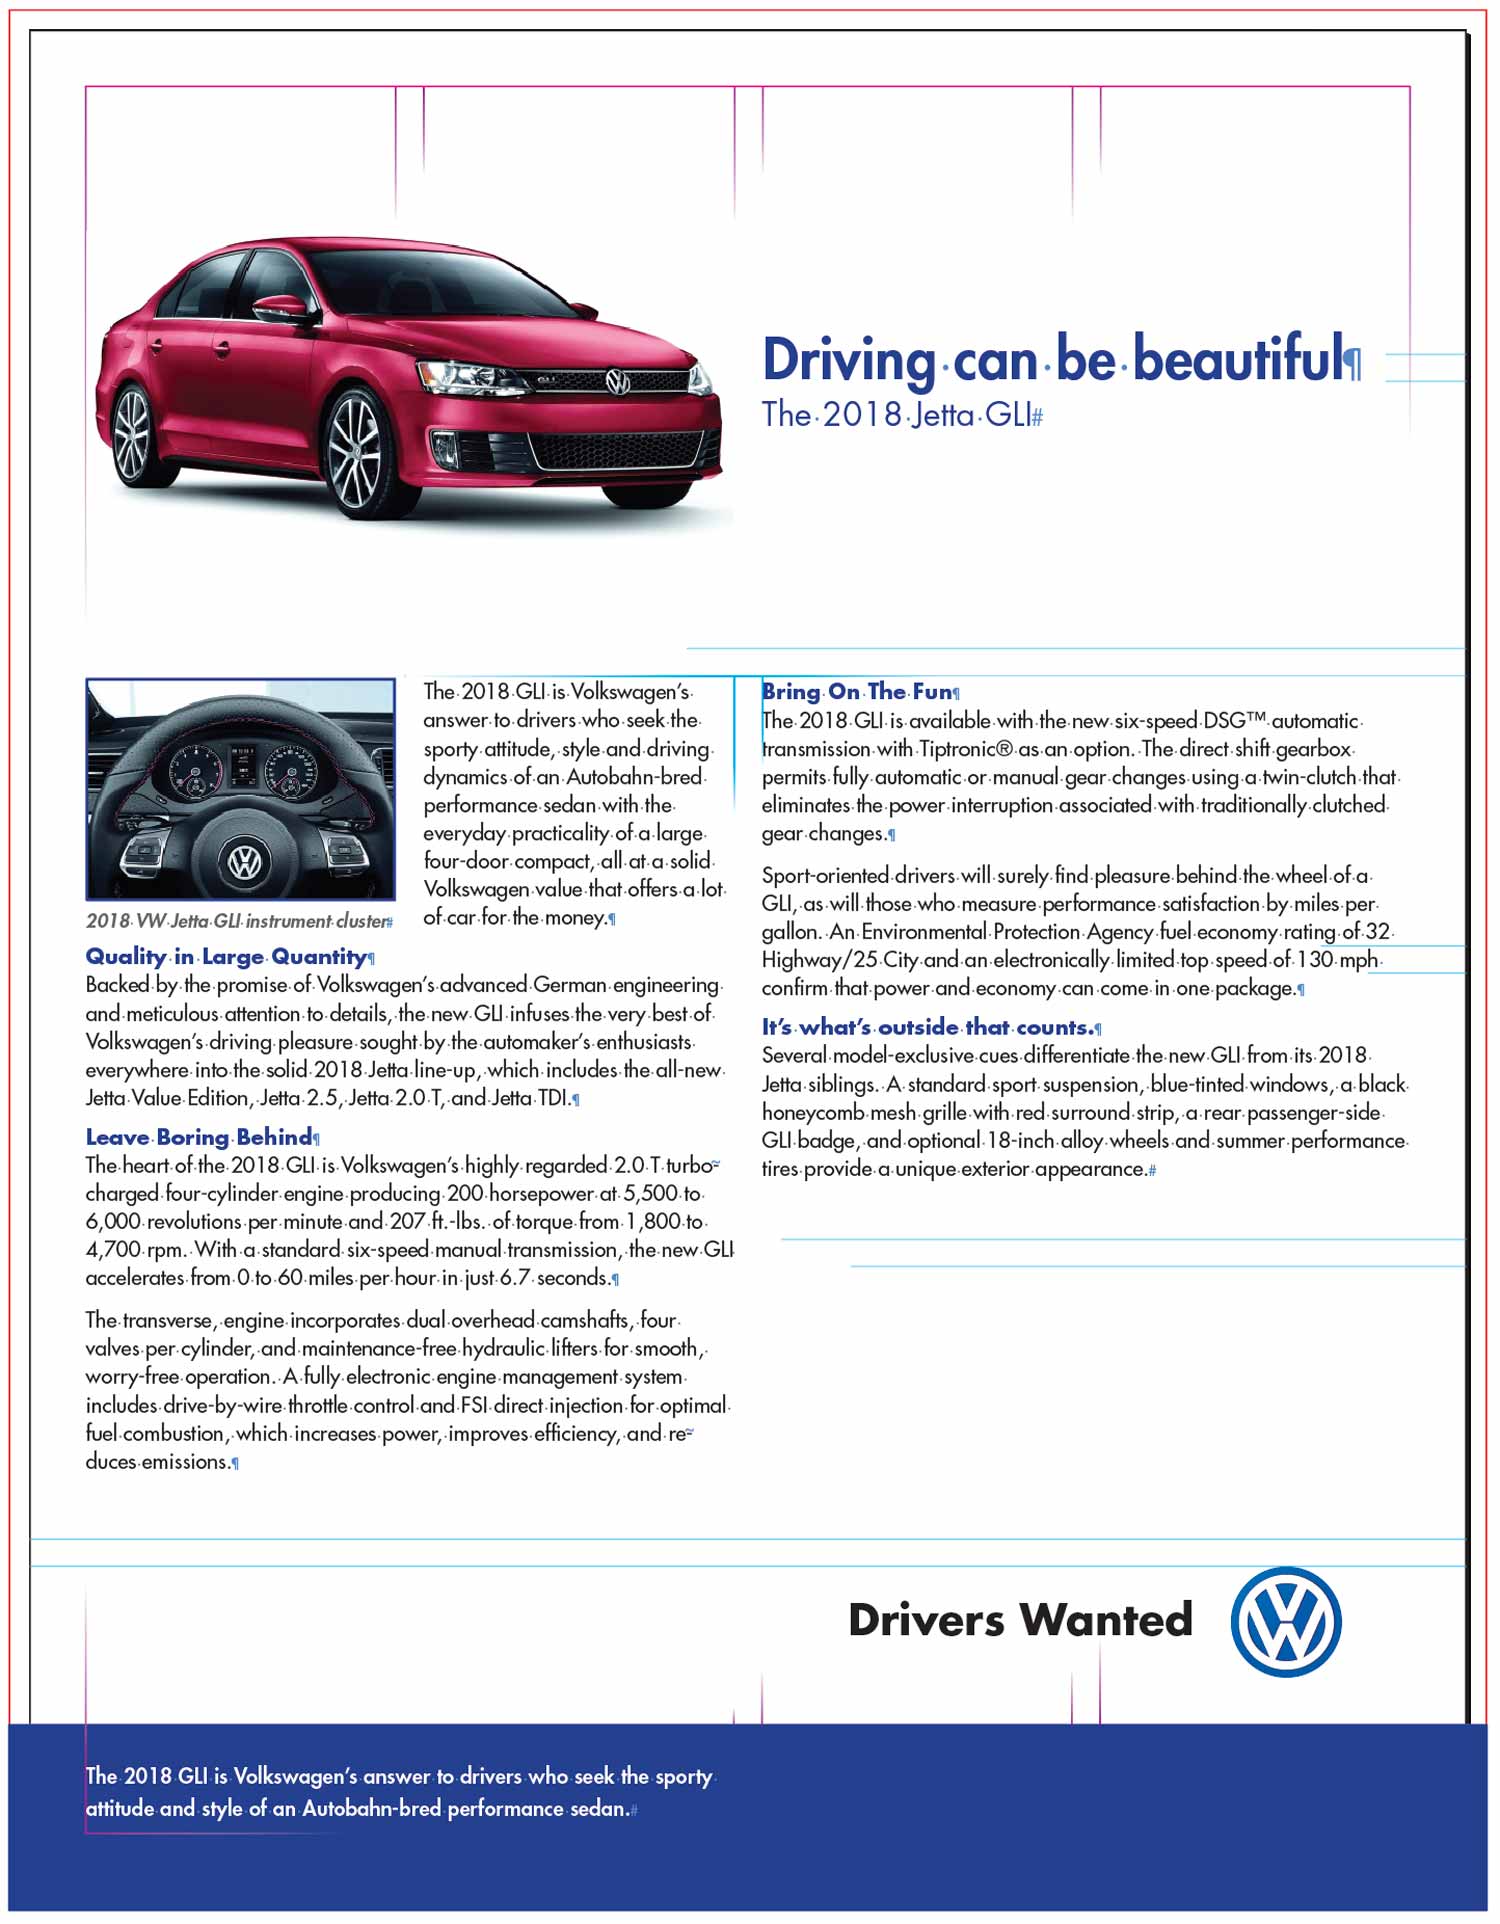 Driving can be beautiful
The 2018 Jetta GLI
2018 VW Jetta GLI instrument cluster
The 2018 GLI is Volkswagen's
answer to drivers who seek the
sporty attitude, style and driving
dynamics of an Autobahn-bred
performance sedan with the
everyday practicality of a large
four-door compact, all at a solid
Volkswagen value that offers a lot
of car for the money.
Quality in Large Quantity
Backed by the promise of Volkswagen's advanced German engineering
and meticulous attention to details, the new GLI infuses the very best of
Volkswagen's driving pleasure sought by the automaker's enthusiasts
everywhere into the solid 2018 Jetta line-up, which includes the all-new
Jetta Value Edition, Jetta 2.5, Jetta 2.0 T, and Jetta TDI.
Leave Boring Behind
The heart of the 2018 GLI is Volkswagen's highly regarded 2.0 T turbo-
charged four-cylinder engine producing 200 horsepower at 5,500 to
6,000 revolutions per minute and 207 ft.-lbs. of torque from 1,800 to
4,700 rpm. With a standard six-speed manual transmission, the new GLI
accelerates from 0 to 60 miles per hour in just 6.7 seconds.
The transverse, engine incorporates dual overhead camshafts, four
valves per cylinder, and maintenance-free hydraulic lifters for smooth,
worry-free operation. A fully electronic engine management system
includes drive-by-wire throttle control and FSI direct injection for optimal
fuel combustion, which increases power, improves efficiency, and re-
duces emissions.
Bring On The Fun
The 2018 GLI is available with the new six-speed DSG™ automatic
transmission with Tiptronic® as an option. The direct shift gearbox
permits fully automatic or manual gear changes using a twin-clutch that
eliminates the power interruption associated with traditionally clutched
gear changes.
Sport-oriented drivers will surely find pleasure behind the wheel of a
GLI, as will those who measure performance satisfaction by miles per
gallon. An Environmental Protection Agency fuel economy rating of 32
Highway/25 City and an electronically limited top speed of 130 mph
confirm that power and economy can come in one package.
It's what's outside that counts.
Several model-exclusive cues differentiate the new GLI from its 2018
Jetta siblings. A standard sport suspension, blue-tinted windows, a black
honeycomb mesh grille with red surround strip, a rear passenger-side
GLI badge, and optional 18-inch alloy wheels and summer performance
tires provide a unique exterior appearance.
Drivers Wanted
The 2018 GLI is Volkswagen's answer to drivers who seek the sporty
attitude and style of an Autobahn-bred performance sedan.